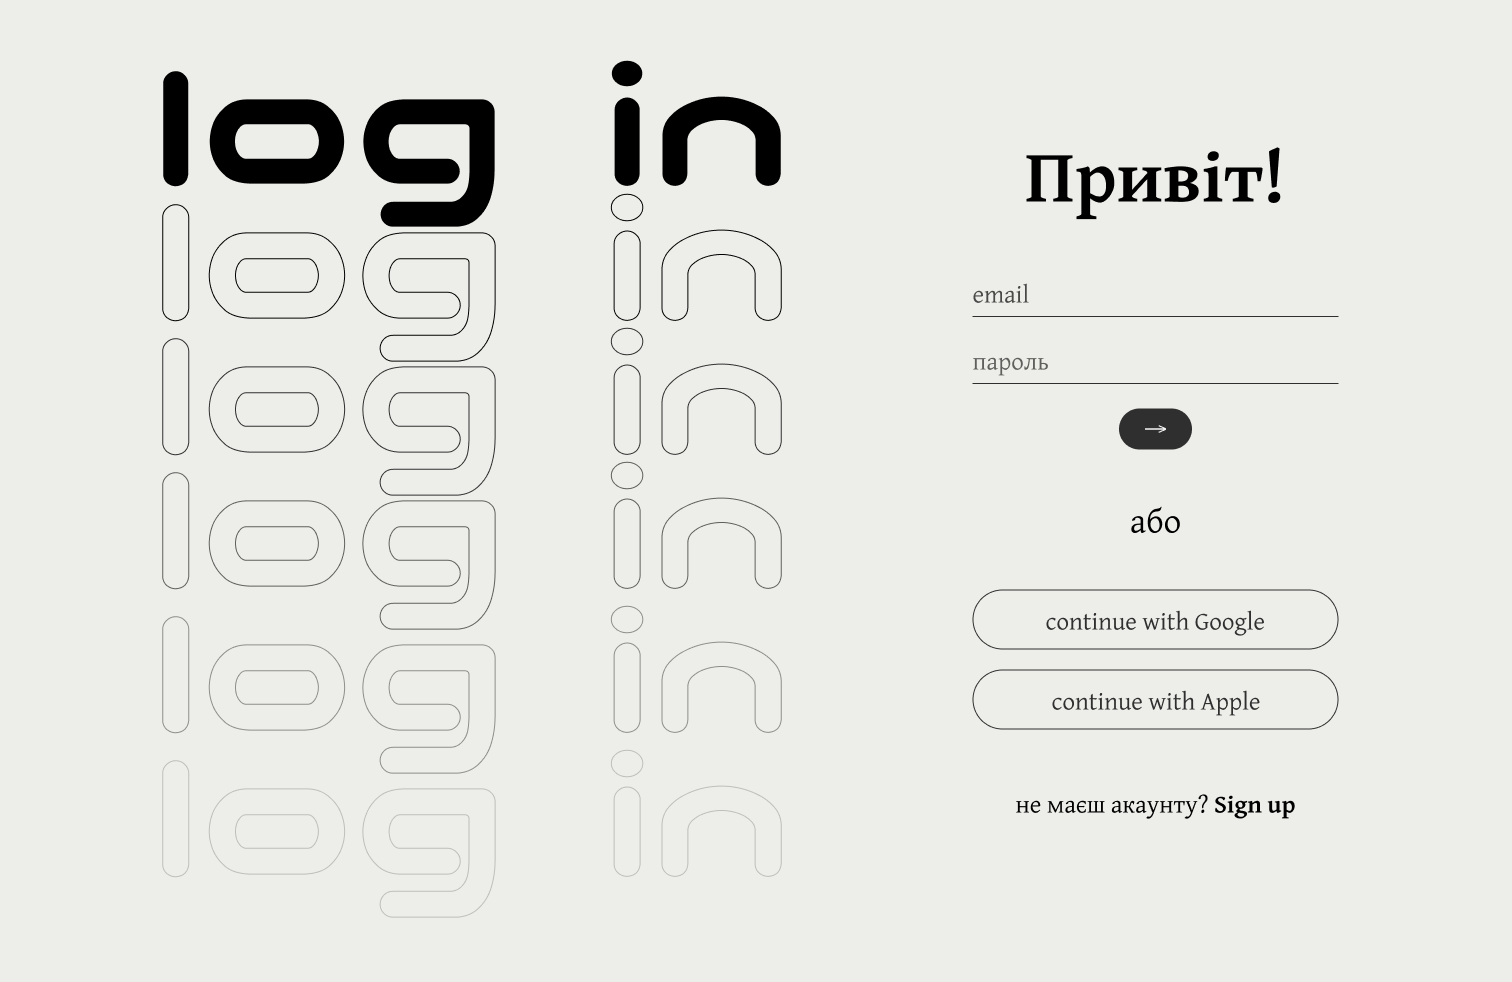 log in
log in
log in
log in
log in
log in
Привіт!
email
пароль
→
або
continue with Google
continue with Apple
не маєш акаунту? Sign up